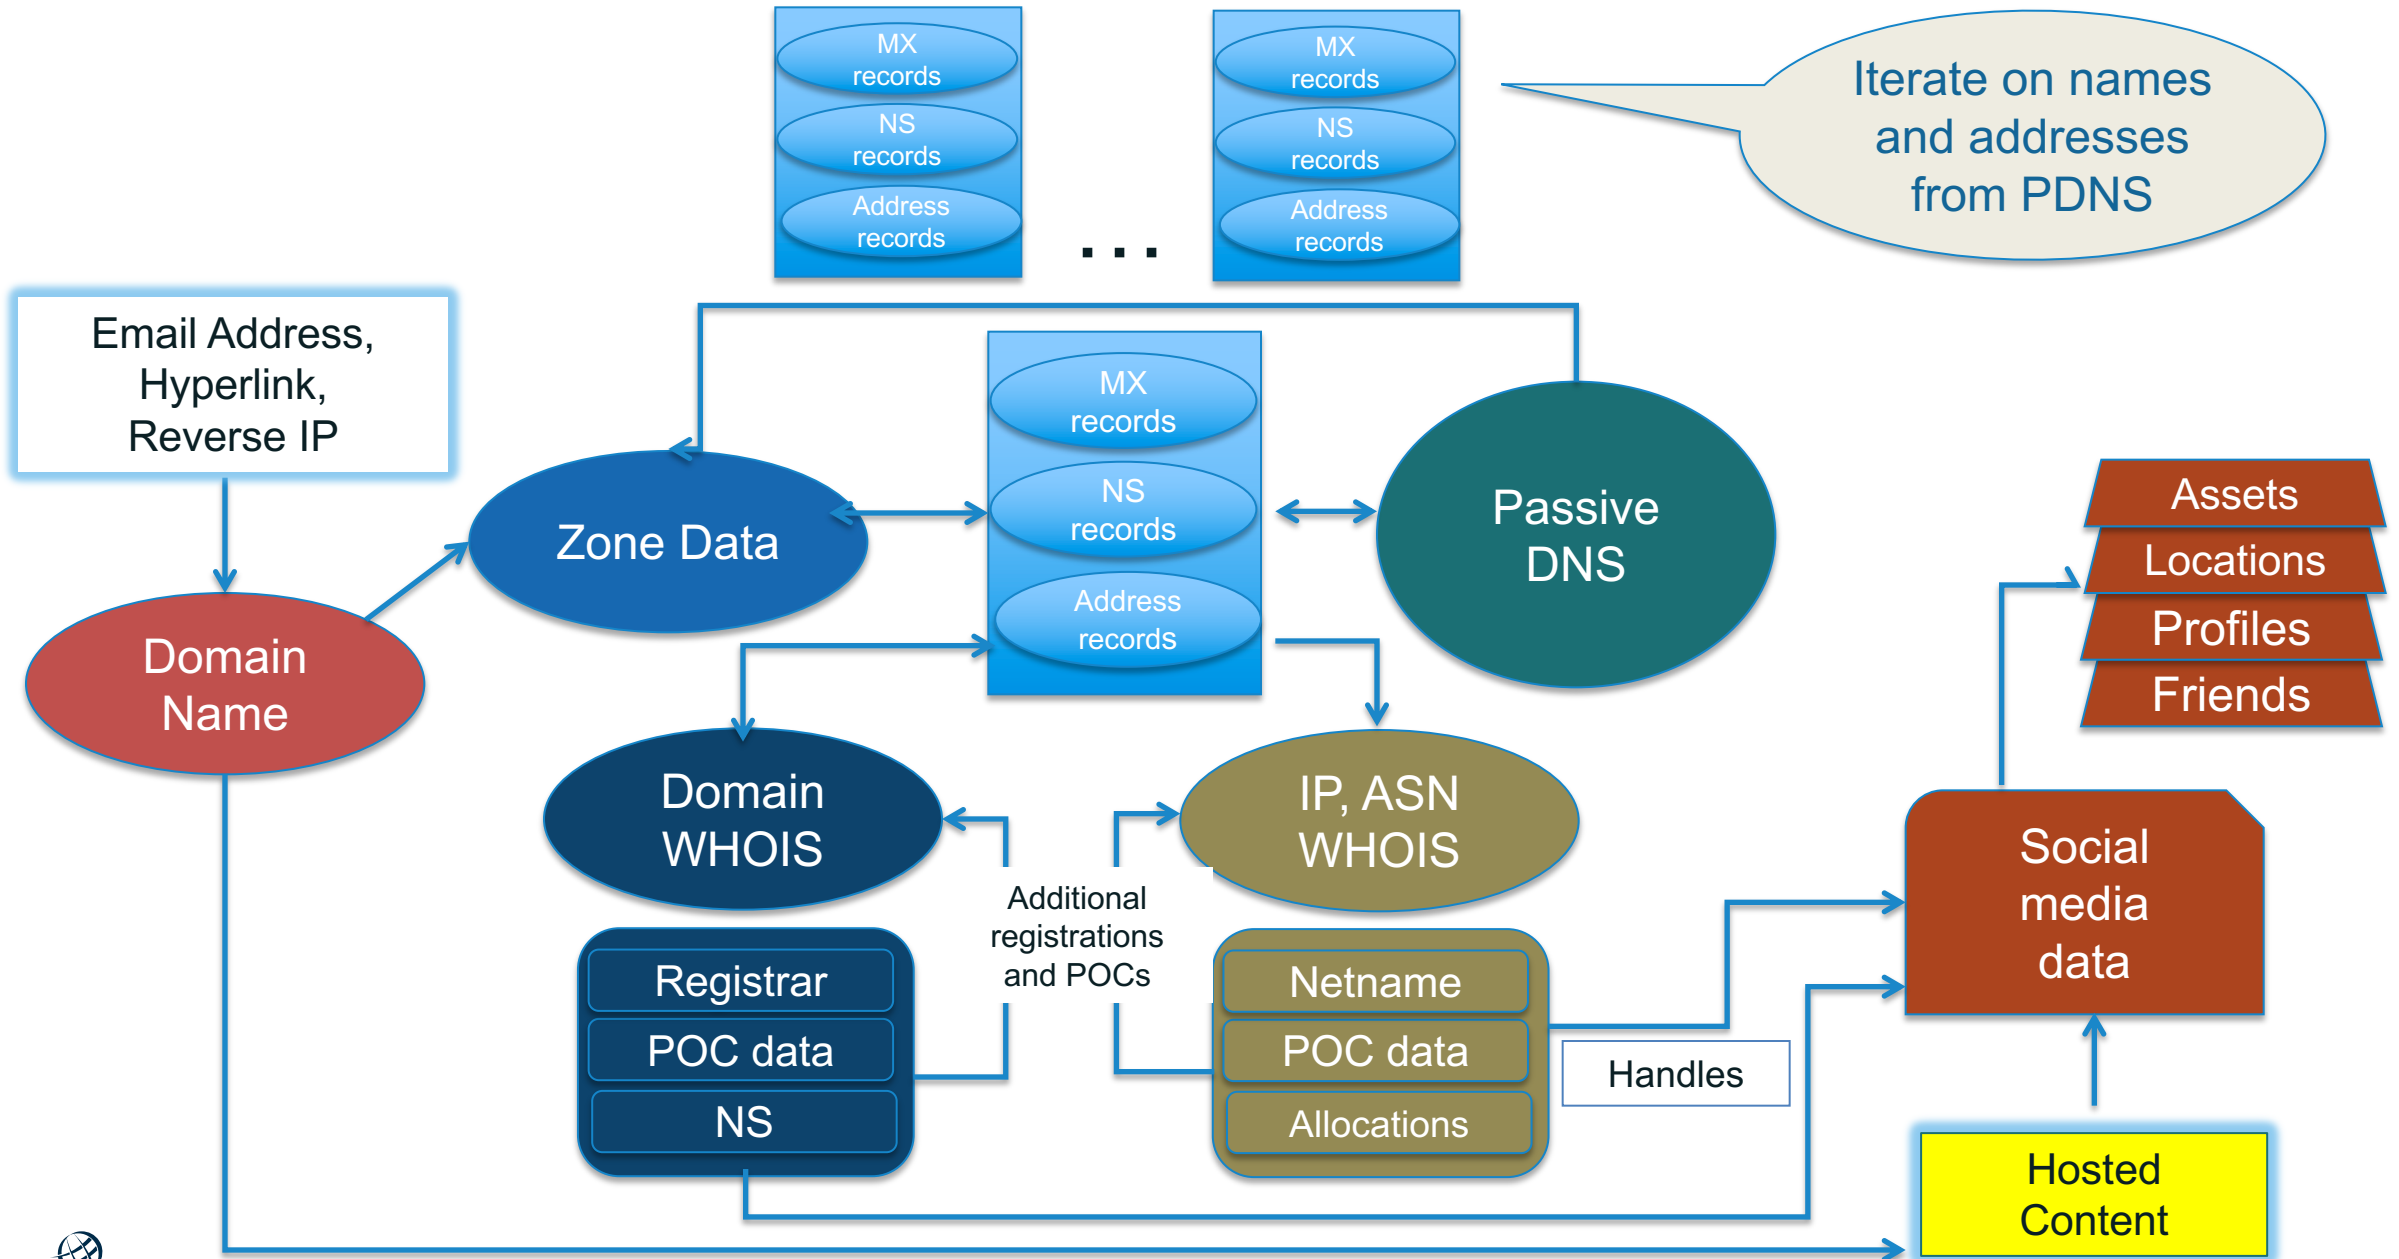 MX
records
NS
records
Address
records
. . .
MX
records
NS
records
Address
records
Iterate on names
and addresses
from PDNS
Email Address,
Hyperlink,
Reverse IP
Zone Data
MX
records
NS
records
Address
records
Passive
DNS
Domain
Name
Assets
Locations
Profiles
Friends
Domain
WHOIS
IP, ASN
WHOIS
Additional
registrations
and POCs
Social
media
data
Registrar
POC data
NS
Netname
POC data
Allocations
Handles
Hosted
Content